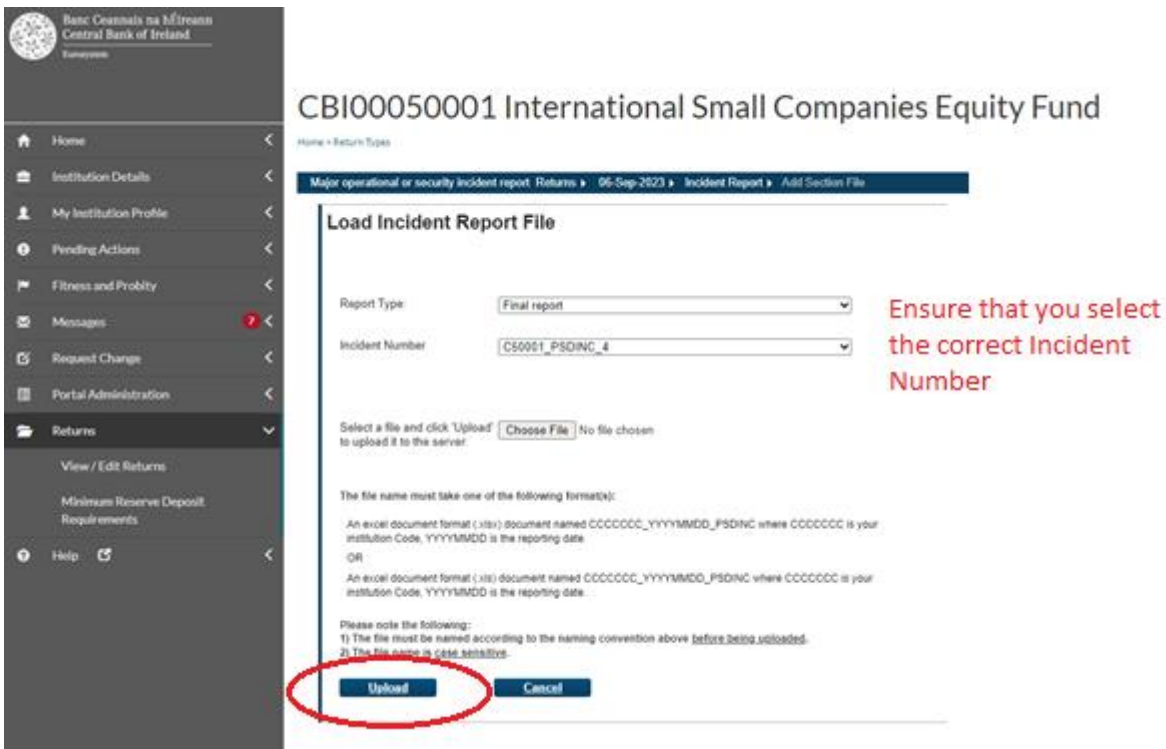 Banc Ceannais na hÉireann
Central Bank of Ireland
Eurosystem
CBI00050001 International Small Companies Equity Fund
Home > Return Types
Home
Institution Details
My Institution Profile
Pending Actions
Fitness and Probity
Messages 7
Request Change
Portal Administration
Returns
View / Edit Returns
Minimum Reserve Deposit
Requirements
Help
Major operational or security incident report Returns 06-Sep-2023 Incident Report Add Section File
Load Incident Report File
Report Type Final report
Incident Number C50001_PSDINC_4
Ensure that you select
the correct Incident
Number
Select a file and click 'Upload' Choose File No file chosen
to upload it to the server.
The file name must take one of the following format(s):
An excel document format (.xlsx) document named CCCCCCC_YYYYMMDD_PSDINC where CCCCCCC is your
institution Code, YYYYMMDD is the reporting date
OR
An excel document format (.xls) document named CCCCCCC_YYYYMMDD_PSDINC where CCCCCCC is your
institution Code, YYYYMMDD is the reporting date.
Please note the following:
1) The file must be named according to the naming convention above before being uploaded.
2) The file name is case sensitive.
Upload Cancel